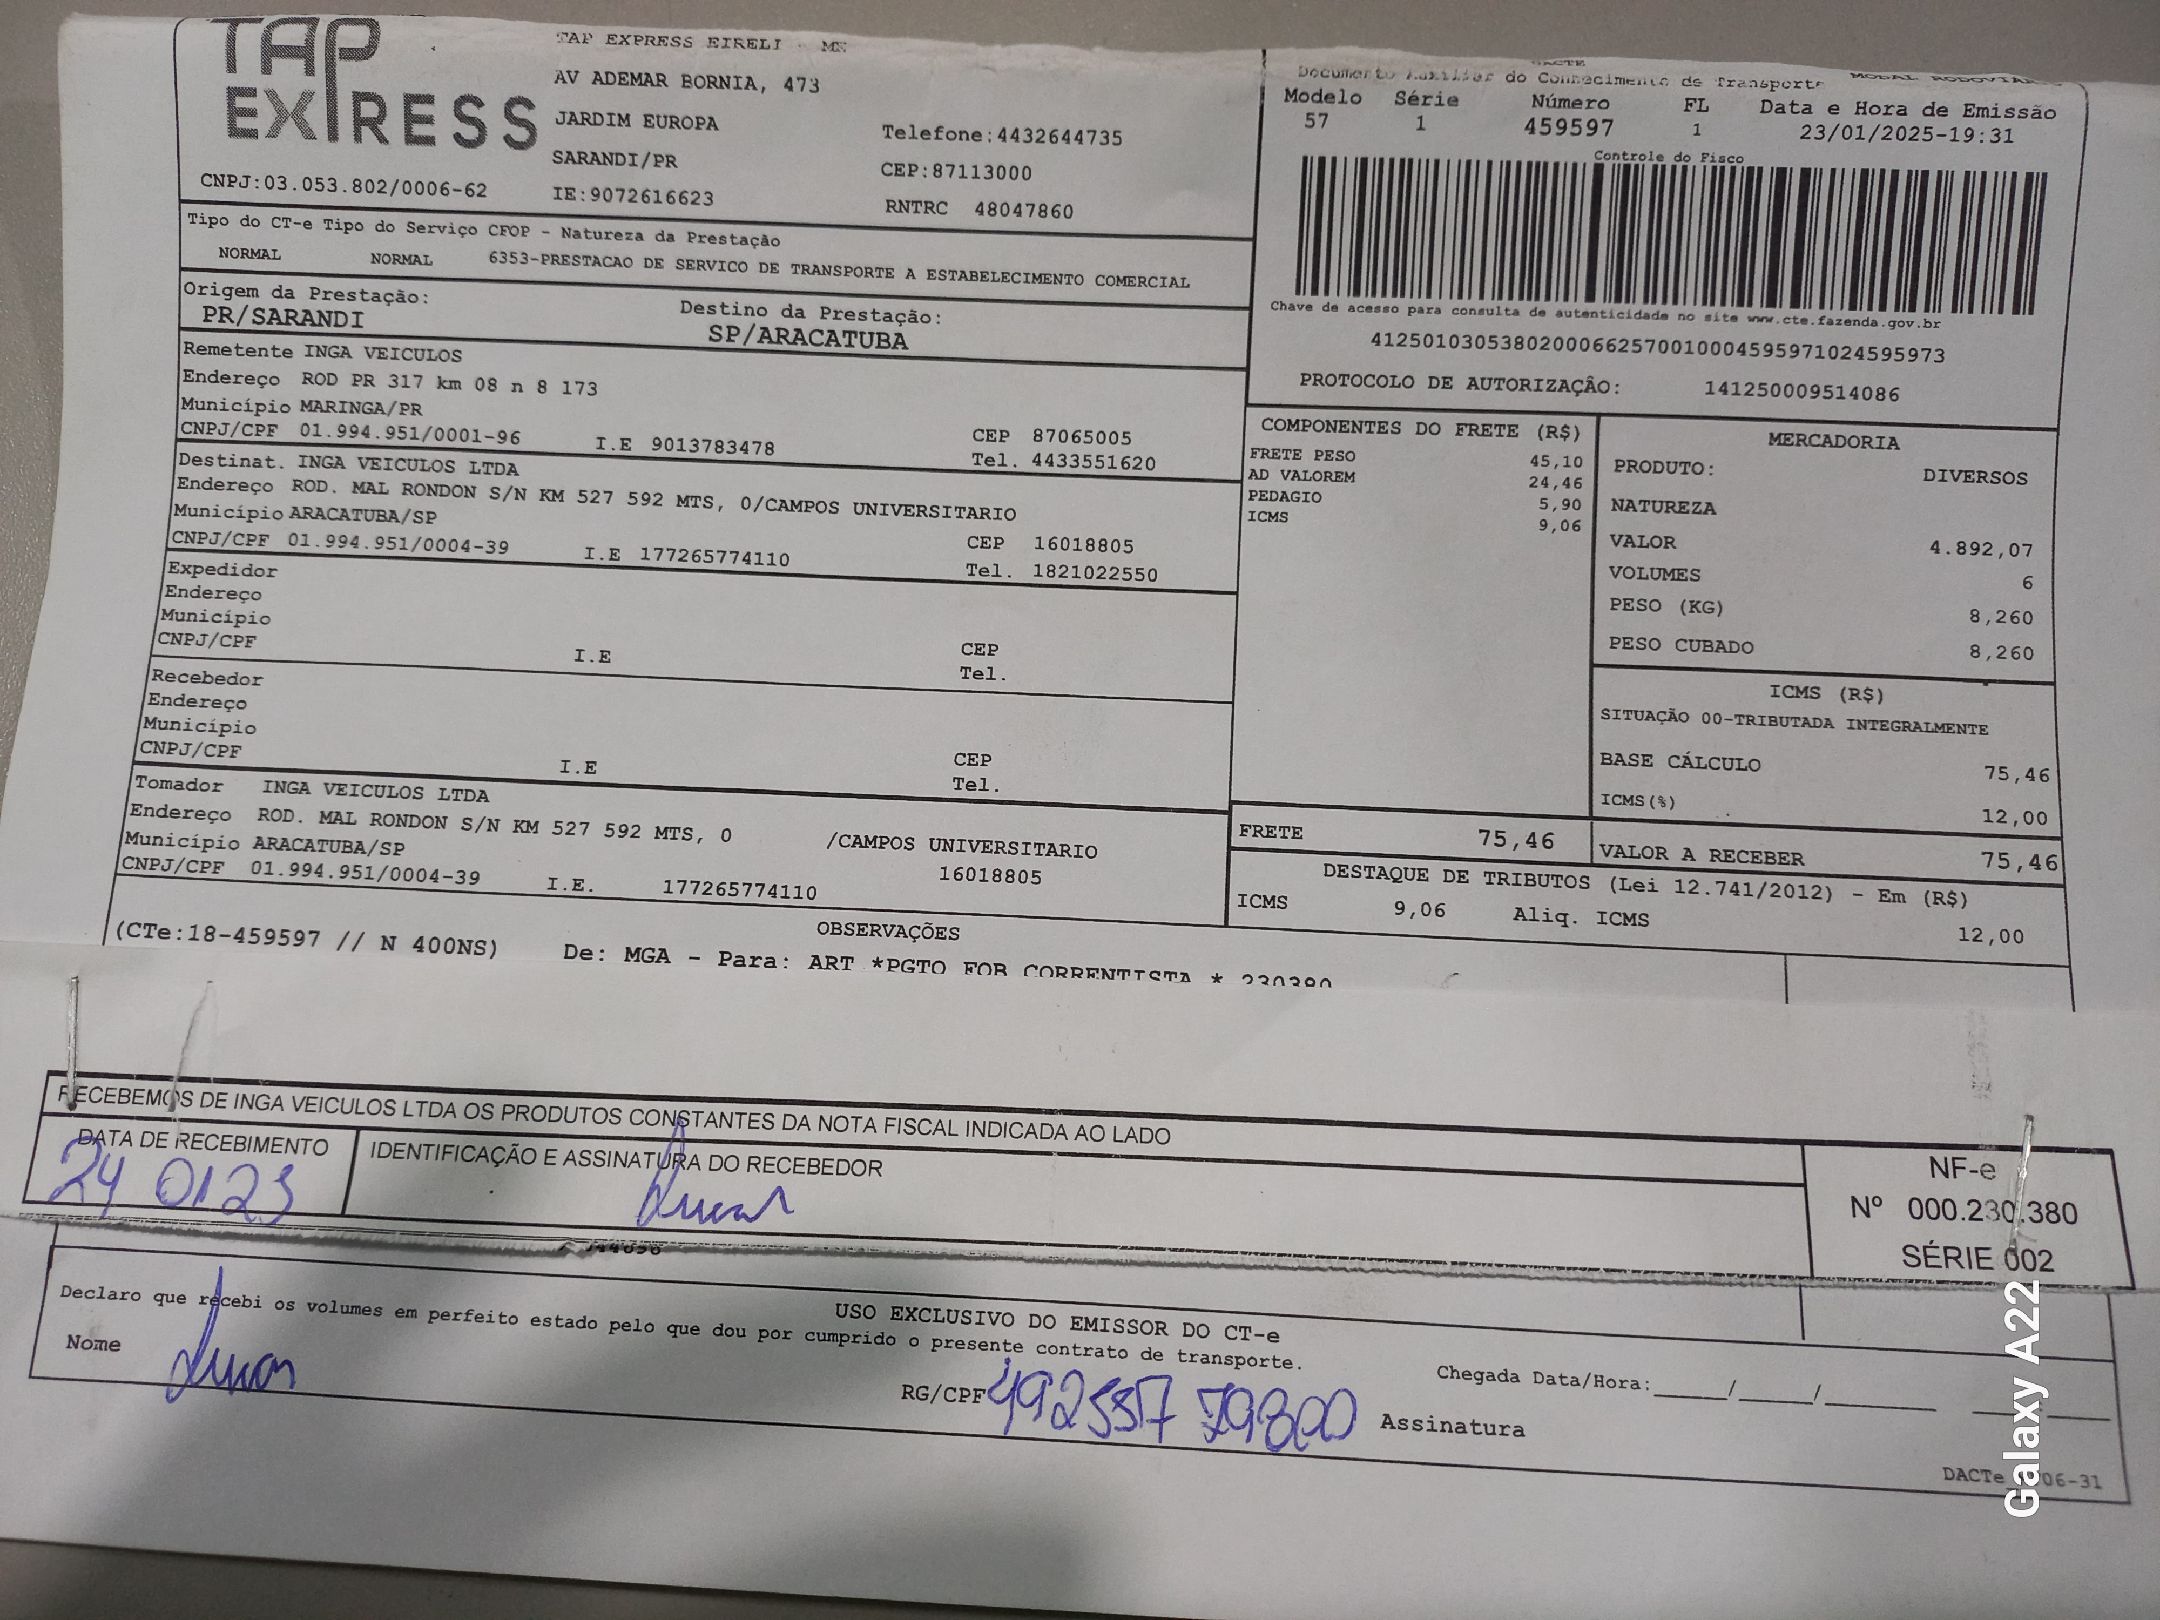 TAP
EXPRESS
CNPJ:03.053.802/0006-62
TAP EXPRESS EIRELI - ME
AV ADEMAR BORNIA, 473
JARDIM EUROPA
Telefone:4432644735
SARANDI/PR
CEP:87113000
IE:9072616623
RNTRC 48047860
DACTE
Documento Auxiliar do Conhecimento de Transporte MODAL RODOVIÁRIO
Modelo Série Número FL Data e Hora de Emissão
57 1 459597 1 23/01/2025-19:31
Controle do Fisco
Chave de acesso para consulta de autenticidade no site www.cte.fazenda.gov.br
41250103053802000662570010004595971024595973
PROTOCOLO DE AUTORIZAÇÃO: 141250009514086
Tipo do CT-e Tipo do Serviço CFOP - Natureza da Prestação
NORMAL NORMAL 6353-PRESTACAO DE SERVICO DE TRANSPORTE A ESTABELECIMENTO COMERCIAL
Origem da Prestação: Destino da Prestação:
PR/SARANDI SP/ARACATUBA
Remetente INGA VEICULOS
Endereço ROD PR 317 km 08 n 8 173
Município MARINGA/PR
CEP 87065005
CNPJ/CPF 01.994.951/0001-96 I.E 9013783478 Tel. 4433551620
Destinat. INGA VEICULOS LTDA
Endereço ROD. MAL RONDON S/N KM 527 592 MTS, 0/CAMPOS UNIVERSITARIO
Município ARACATUBA/SP
CEP 16018805
CNPJ/CPF 01.994.951/0004-39 I.E 177265774110 Tel. 1821022550
Expedidor
Endereço
Município
CEP
CNPJ/CPF I.E Tel.
Recebedor
Endereço
Município
CEP
CNPJ/CPF I.E Tel.
Tomador INGA VEICULOS LTDA
Endereço ROD. MAL RONDON S/N KM 527 592 MTS, 0 /CAMPOS UNIVERSITARIO
Município ARACATUBA/SP 16018805
CNPJ/CPF 01.994.951/0004-39 I.E. 177265774110
COMPONENTES DO FRETE (R$)
FRETE PESO 45,10
AD VALOREM 24,46
PEDAGIO 5,90
ICMS 9,06
MERCADORIA
PRODUTO: DIVERSOS
NATUREZA
VALOR 4.892,07
VOLUMES 6
PESO (KG) 8,260
PESO CUBADO 8,260
ICMS (R$)
SITUAÇÃO 00-TRIBUTADA INTEGRALMENTE
BASE CÁLCULO 75,46
ICMS(%) 12,00
FRETE 75,46 VALOR A RECEBER 75,46
DESTAQUE DE TRIBUTOS (Lei 12.741/2012) - Em (R$)
ICMS 9,06 Aliq. ICMS 12,00
OBSERVAÇÕES
(CTe:18-459597 // N 400NS) De: MGA - Para: ART *PGTO FOB CORRENTISTA * 230380
RECEBEMOS DE INGA VEICULOS LTDA OS PRODUTOS CONSTANTES DA NOTA FISCAL INDICADA AO LADO
DATA DE RECEBIMENTO IDENTIFICAÇÃO E ASSINATURA DO RECEBEDOR
24 01 25
Lucas
NF-e
Nº 000.230.380
SÉRIE 002
USO EXCLUSIVO DO EMISSOR DO CT-e
Declaro que recebi os volumes em perfeito estado pelo que dou por cumprido o presente contrato de transporte.
Nome Lucas RG/CPF Assinatura
Chegada Data/Hora:_____/_____/_______ ___:___
DACTe 06-31
Galaxy A22